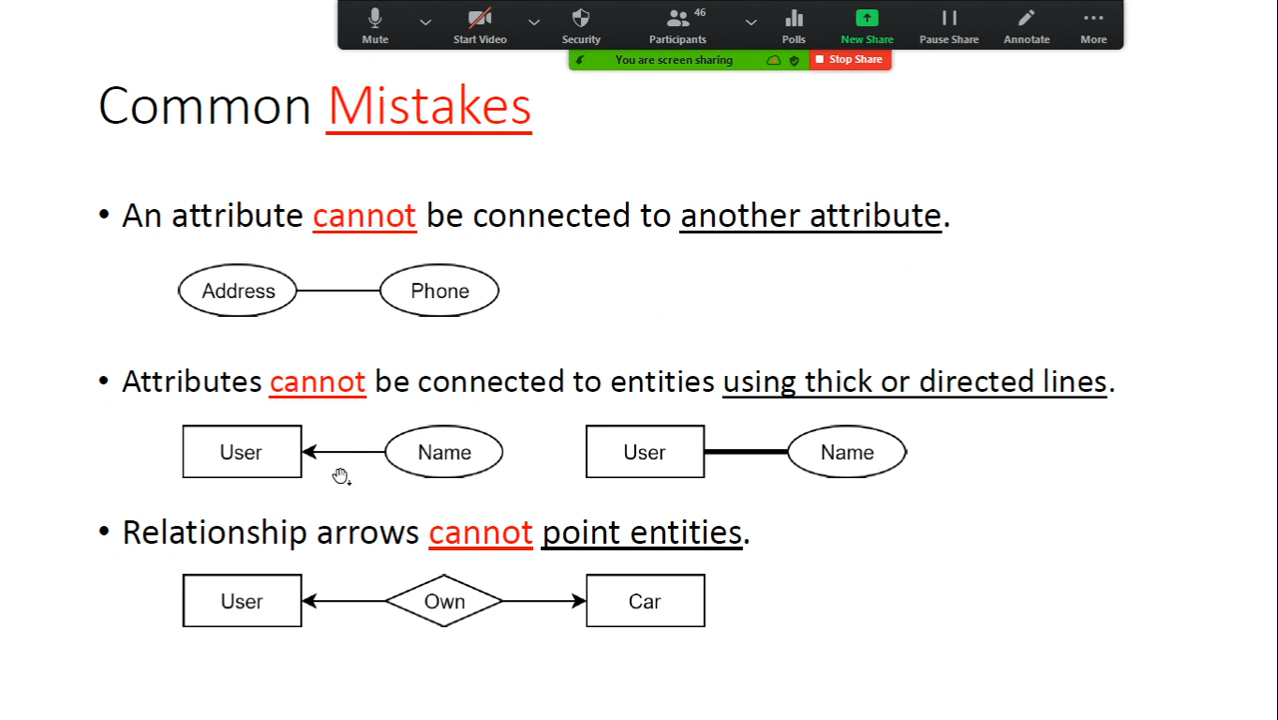 Mute
Start Video
Security
Participants
46
Polls
New Share
Pause Share
Annotate
More
You are screen sharing
Stop Share
Common Mistakes
• An attribute cannot be connected to another attribute.
Address Phone
• Attributes cannot be connected to entities using thick or directed lines.
User Name User Name
• Relationship arrows cannot point entities.
User Own Car